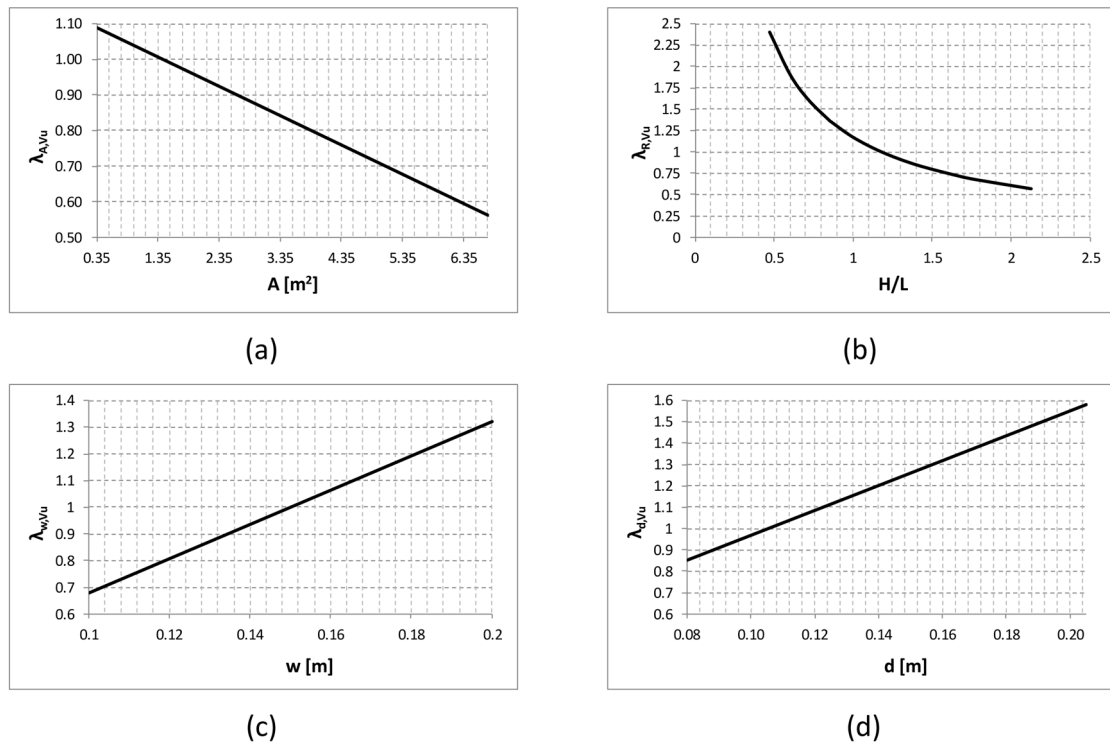 1.10
1.00
0.90
0.80
0.70
0.60
0.50
λA,Vu
0.35 1.35 2.35 3.35 4.35 5.35 6.35
A [m²]
(a)
2.5
2.25
2
1.75
1.5
1.25
1
0.75
0.5
0.25
0
λR,Vu
0 0.5 1 1.5 2 2.5
H/L
(b)
1.4
1.3
1.2
1.1
1
0.9
0.8
0.7
0.6
λw,Vu
0.1 0.12 0.14 0.16 0.18 0.2
w [m]
(c)
1.6
1.5
1.4
1.3
1.2
1.1
1
0.9
0.8
0.7
0.6
λd,Vu
0.08 0.10 0.12 0.14 0.16 0.18 0.20
d [m]
(d)